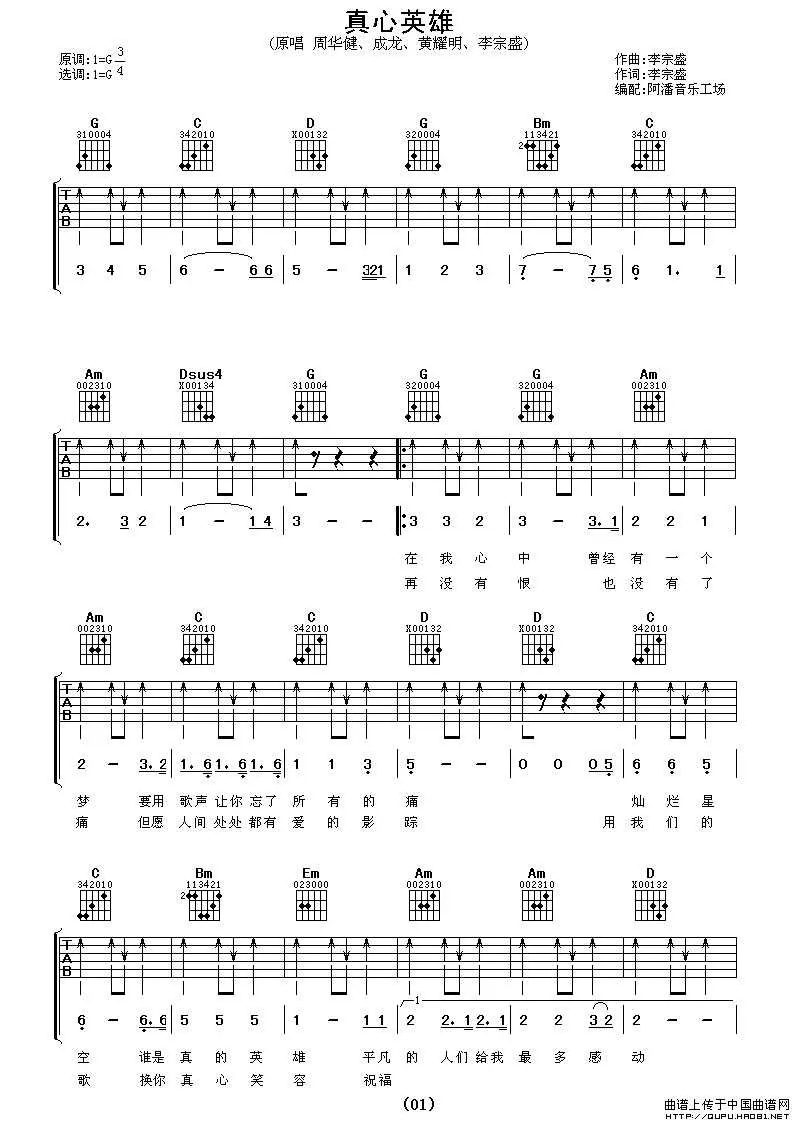 真心英雄
(原唱 周华健、成龙、黄耀明、李宗盛)
原调:1=G 3/4
选调:1=G
作曲:李宗盛
作词:李宗盛
编配:阿潘音乐工场
G C D G Bm C
310004 342010 X00132 320004 113421 342010
2
TAB
3 4 5 6 - 6 6 5 - 321 1 2 3 7 - 7 5 6 1. 1
Am Dsus4 G G G Am
002310 X00134 310004 320004 320004 002310
TAB
2. 3 2 1 - 1 4 3 - - 3 3 2 3 - 3. 1 2 2 1
在 我 心 中 曾经 有 一 个
再 没 有 恨 也 没 有 了
Am C C D D C
002310 342010 342010 X00132 X00132 342010
TAB
2 - 3. 2 1. 6 1. 6 1. 6 1 1 3 5 - - 0 0 0 5 6 6 5
梦 要用 歌声 让你 忘了 所 有 的 痛 灿 烂 星
痛 但愿 人间 处处 都有 爱 的 影 踪 用 我 们 的
C Bm Em Am Am D
342010 113421 023000 002310 002310 X00132
2
TAB
1
6 - 6. 6 5 5 5 1 - 1 1 2 2. 1 2. 1 2 2 3 2 2 - -
空 谁是 真 的 英 雄 平凡 的 人们 给我 最 多 感 动
歌 换你 真 心 笑 容 祝福
(01)
曲谱上传于中国曲谱网
HTTP://QUPU.HAO81.NET